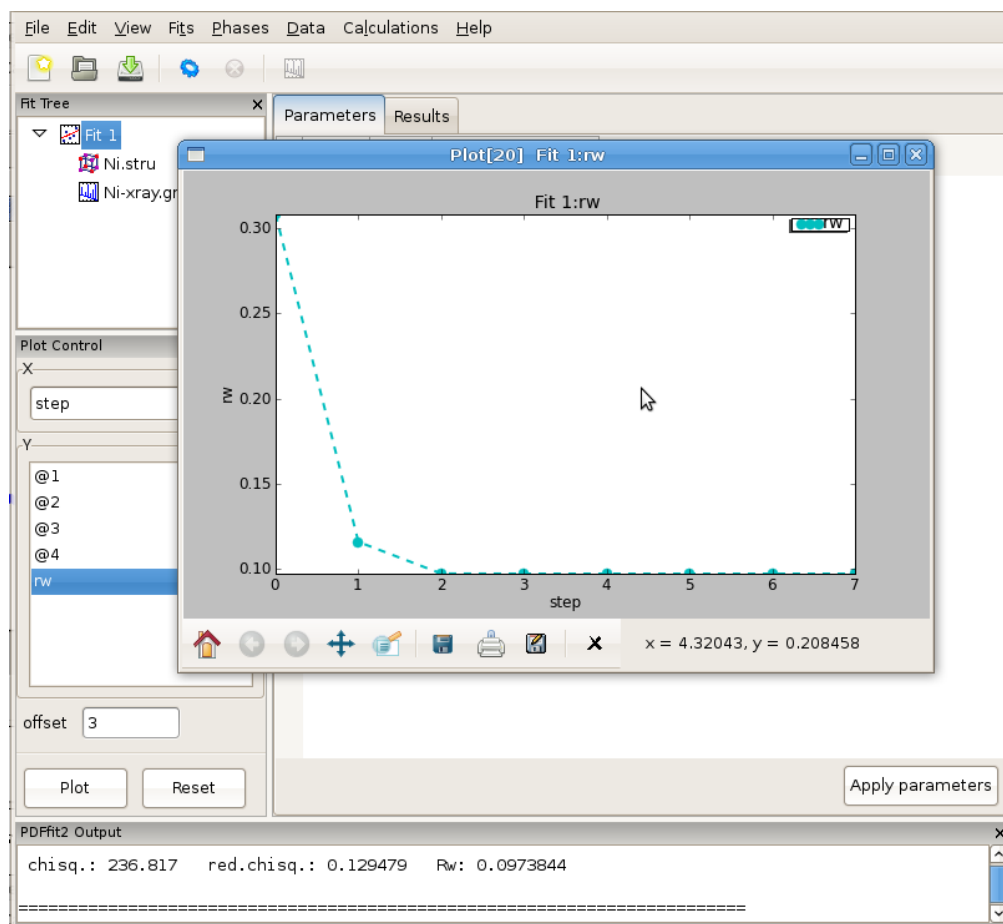 File Edit View Fits Phases Data Calculations Help
Fit Tree x
Parameters Results
Fit 1
Ni.stru
Ni-xray.gr
Plot[20] Fit 1:rw
Fit 1:rw
rw
0.30
0.25
0.20
0.15
0.10
rw
0 1 2 3 4 5 6 7
step
x = 4.32043, y = 0.208458
Plot Control
X
step
Y
@1
@2
@3
@4
rw
offset 3
Plot Reset
Apply parameters
PDFfit2 Output x
chisq.: 236.817 red.chisq.: 0.129479 Rw: 0.0973844
=========================================================================